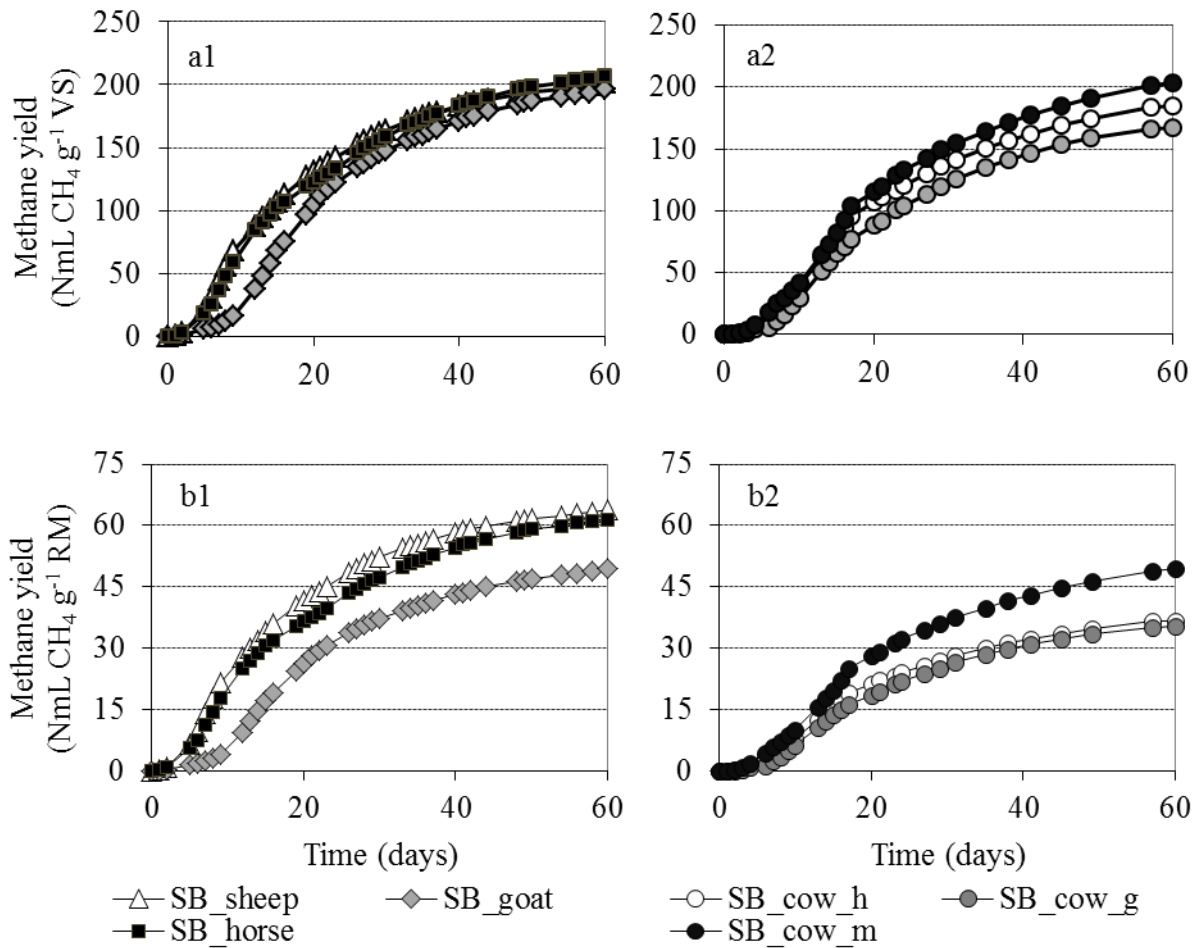 a1
Methane yield
(NmL CH₄ g⁻¹ VS)
250
200
150
100
50
0
0 20 40 60
a2
250
200
150
100
50
0
0 20 40 60
b1
Methane yield
(NmL CH₄ g⁻¹ RM)
75
60
45
30
15
0
0 20 40 60
Time (days)
b2
75
60
45
30
15
0
0 20 40 60
Time (days)
SB_sheep SB_goat
SB_horse
SB_cow_h SB_cow_g
SB_cow_m